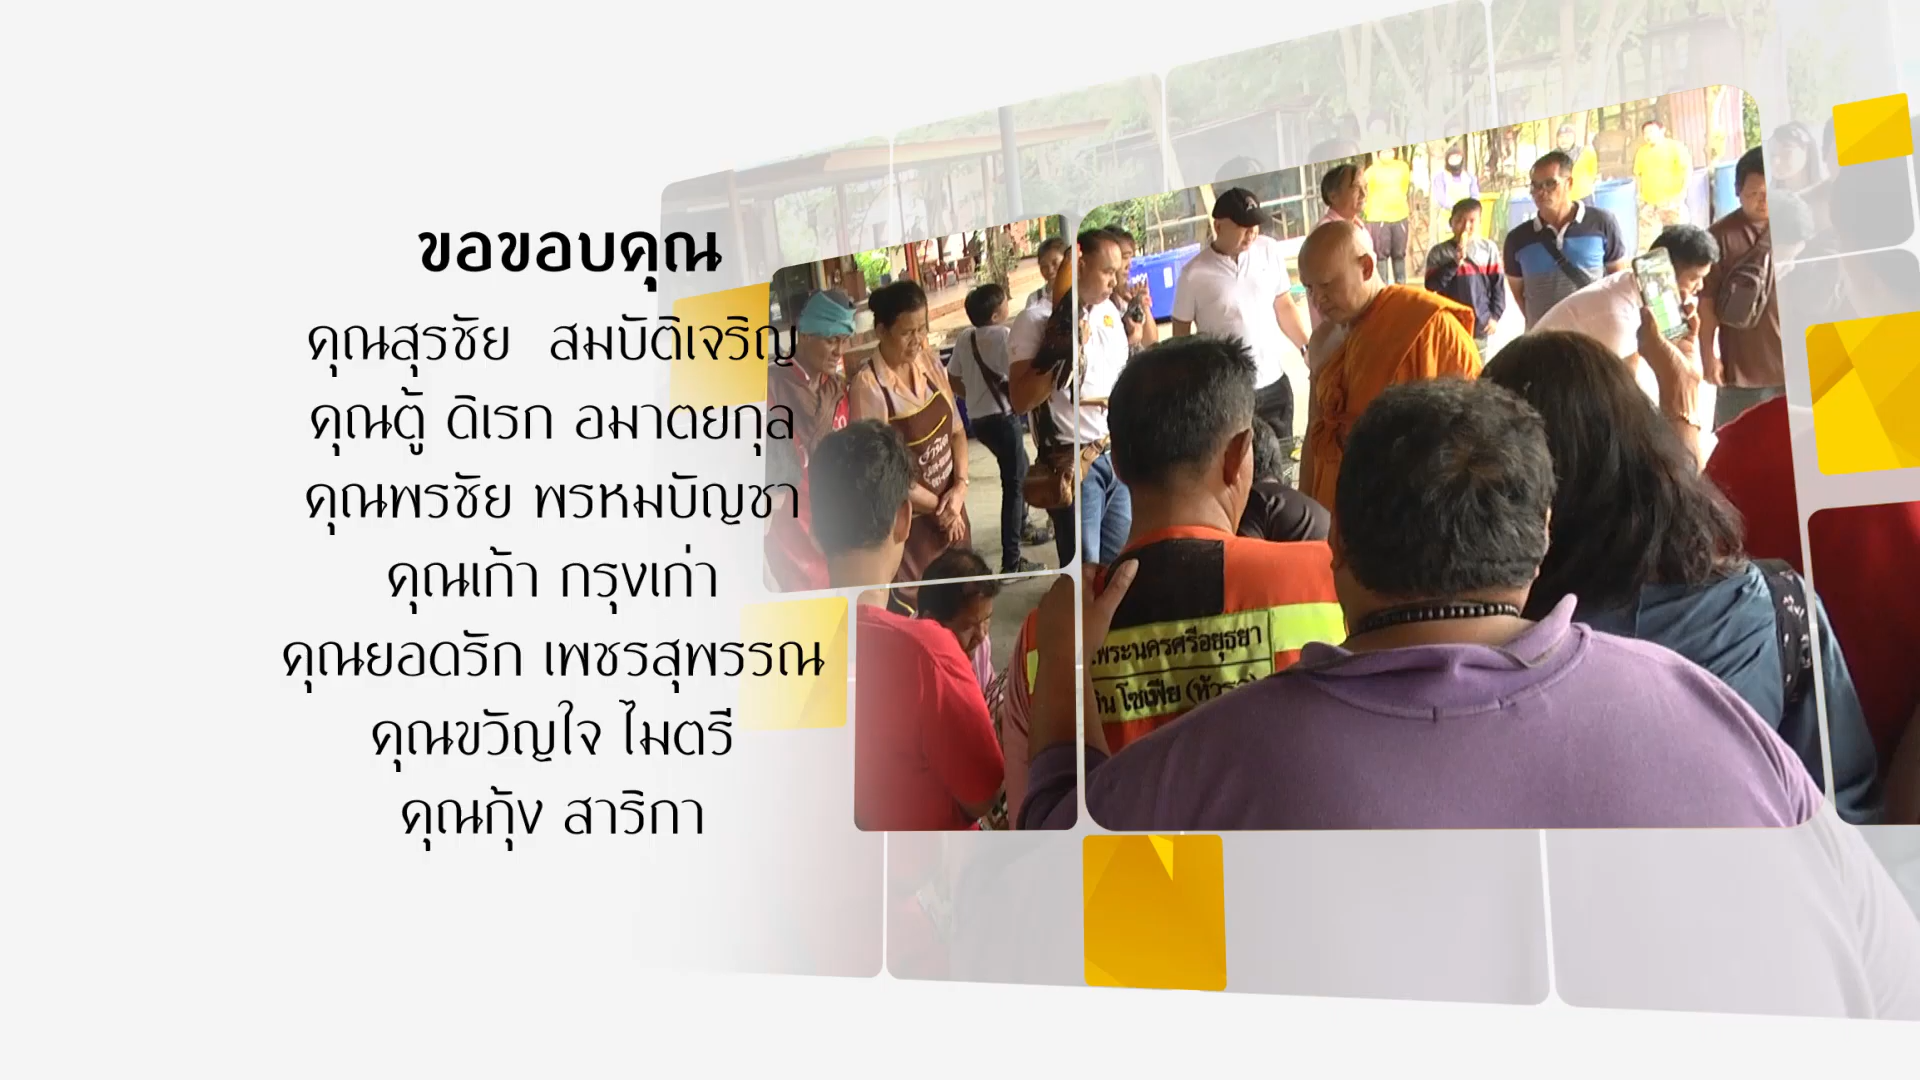 ขอขอบคุณ
คุณสุรชัย สมบัติเจริญ
คุณตู้ ดิเรก อมาตยกุล
คุณพรชัย พรหมบัญชา
คุณเก้า กรุงเก่า
คุณยอดรัก เพชรสุพรรณ
คุณขวัญใจ ไมตรี
คุณกุ้ง สาริกา
พระนครศรีอยุธยา
โซเฟีย